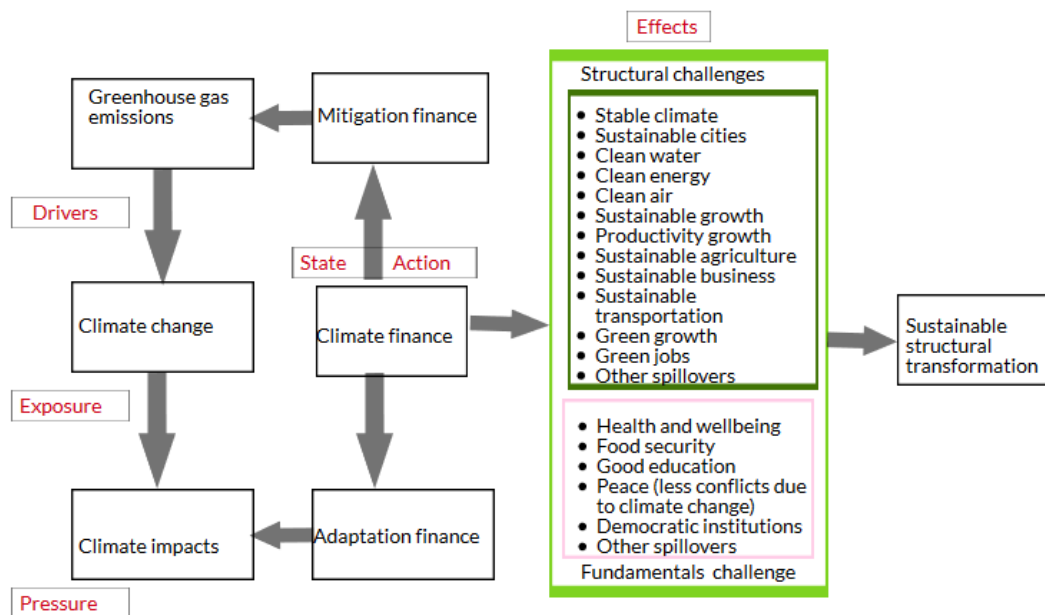 Effects
Structural challenges
Greenhouse gas
emissions
Mitigation finance
• Stable climate
• Sustainable cities
• Clean water
• Clean energy
• Clean air
• Sustainable growth
• Productivity growth
• Sustainable agriculture
• Sustainable business
• Sustainable
transportation
• Green growth
• Green jobs
• Other spillovers
Drivers
State
Action
Climate change
Climate finance
Sustainable
structural
transformation
Exposure
• Health and wellbeing
• Food security
• Good education
• Peace (less conflicts due
to climate change)
• Democratic institutions
• Other spillovers
Climate impacts
Adaptation finance
Fundamentals challenge
Pressure